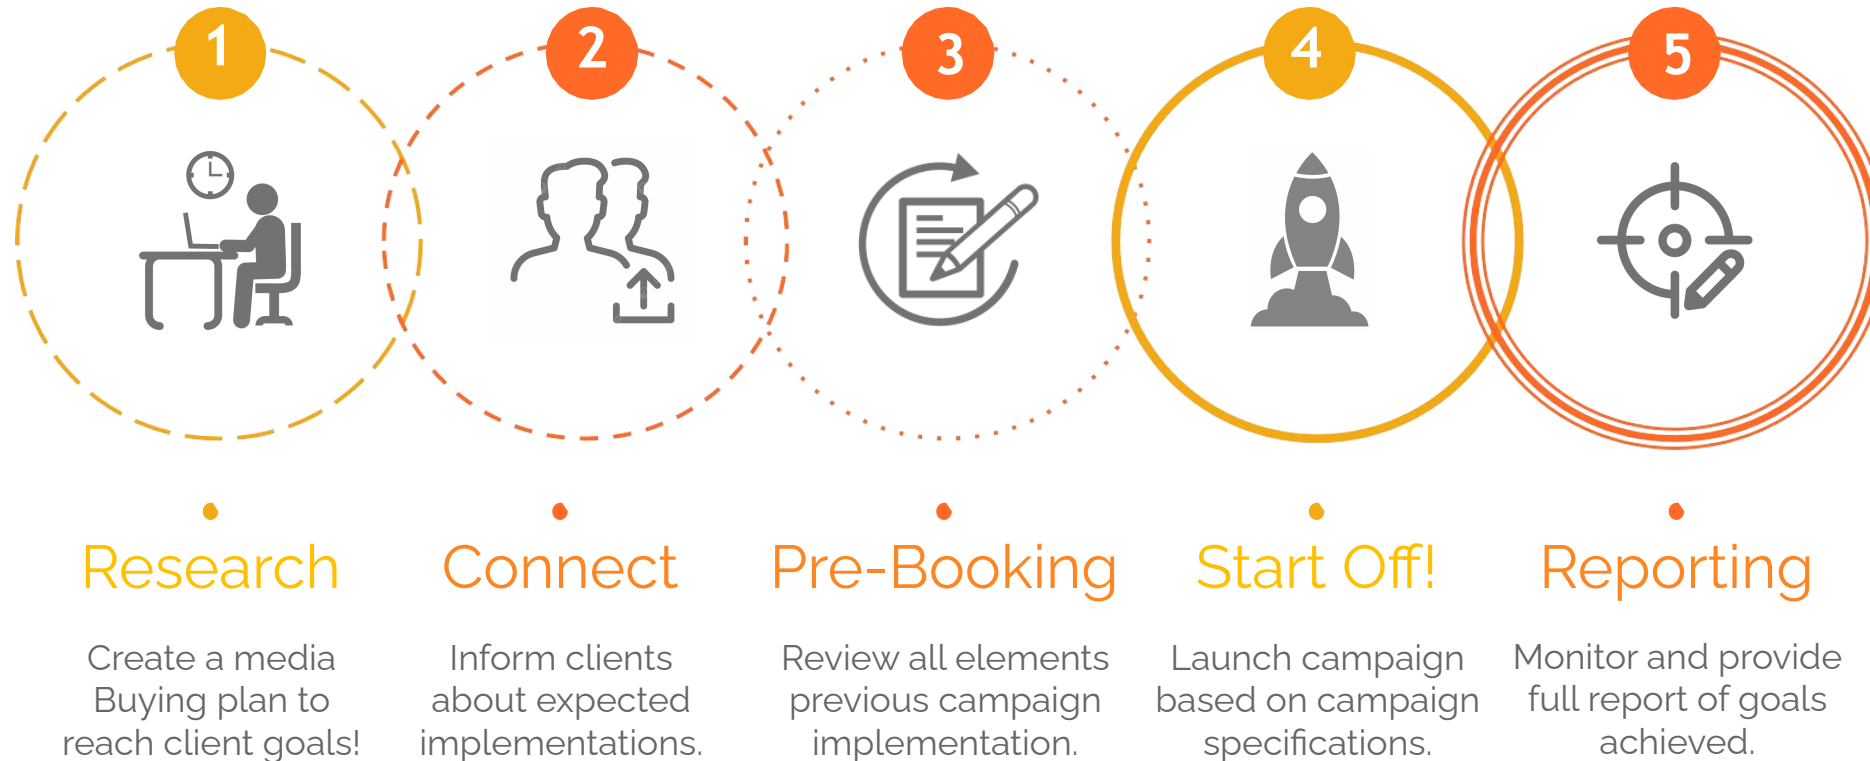 1
2
3
4
5
Research
Create a media
Buying plan to
reach client goals!
Connect
Inform clients
about expected
implementations.
Pre-Booking
Review all elements
previous campaign
implementation.
Start Off!
Launch campaign
based on campaign
specifications.
Reporting
Monitor and provide
full report of goals
achieved.